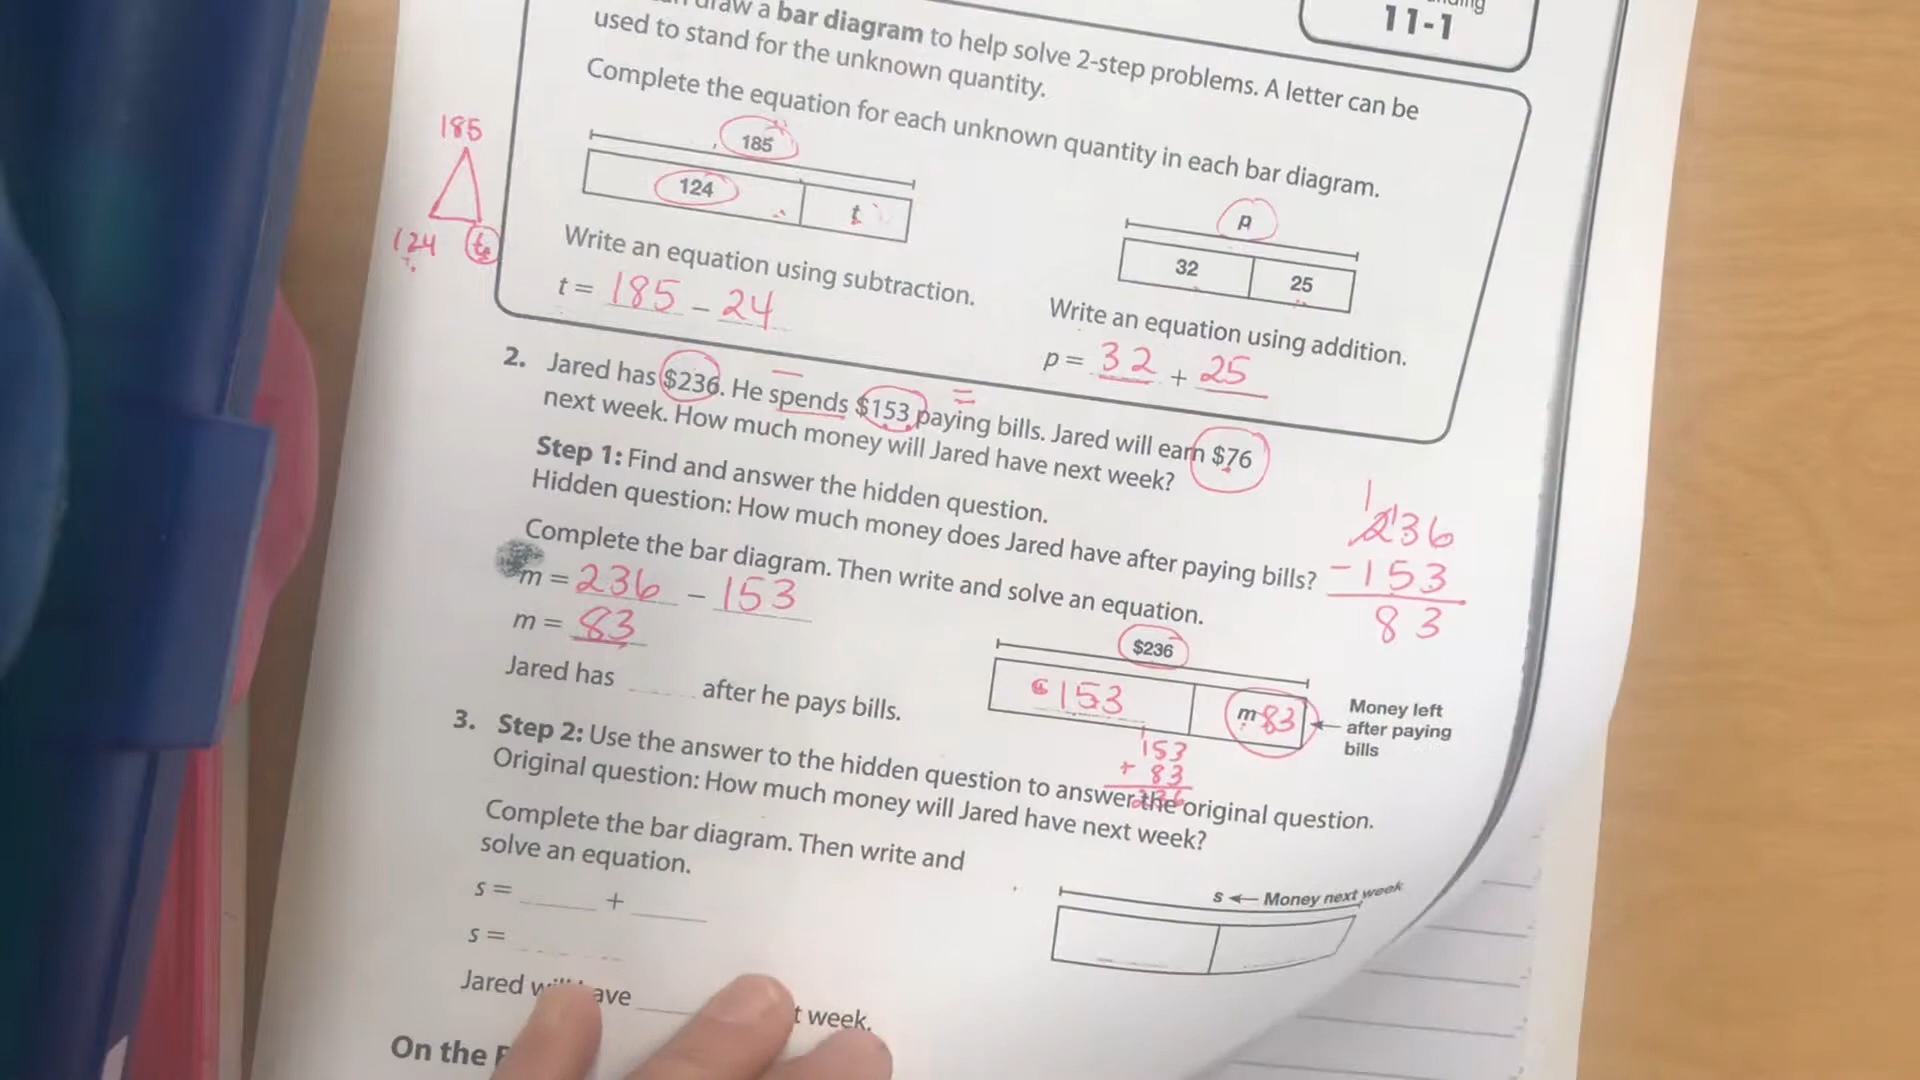 11-1
draw a bar diagram to help solve 2-step problems. A letter can be
used to stand for the unknown quantity.
Complete the equation for each unknown quantity in each bar diagram.
185
124 t
185
124 t
Write an equation using subtraction.
t = 185 - 24
p
32 25
Write an equation using addition.
p = 32 + 25
- =
2. Jared has $236. He spends $153 paying bills. Jared will earn $76
next week. How much money will Jared have next week?
Step 1: Find and answer the hidden question.
Hidden question: How much money does Jared have after paying bills?
236
- 153
83
Complete the bar diagram. Then write and solve an equation.
m = 236 - 153
m = 83
$236
153 m 83
Money left
after paying
bills
Jared has after he pays bills.
153
+ 83
236
3. Step 2: Use the answer to the hidden question to answer the original question.
Original question: How much money will Jared have next week?
Complete the bar diagram. Then write and
solve an equation.
s = +
s =
s ← Money next week
Jared week.
On the